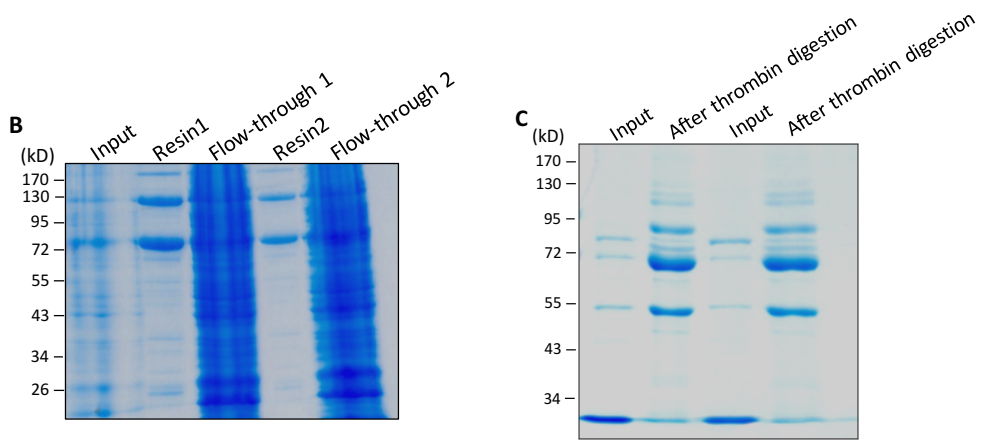 B
(kD)
Input
Resin1
Flow-through 1
Resin2
Flow-through 2
170
130
95
72
55
43
34
26
C
(kD)
Input
After thrombin digestion
Input
After thrombin digestion
170
130
95
72
55
43
34